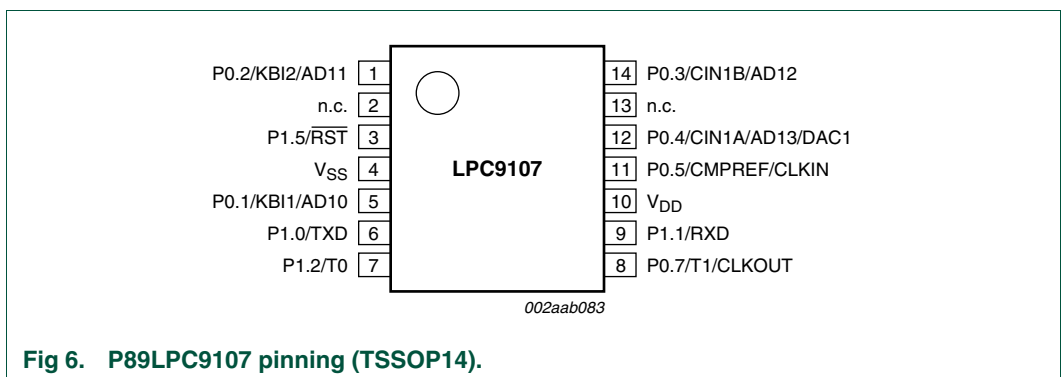 P0.2/KBI2/AD11 1 14 P0.3/CIN1B/AD12
n.c. 2 13 n.c.
P1.5/R̅S̅T̅ 3 12 P0.4/CIN1A/AD13/DAC1
VSS 4 LPC9107 11 P0.5/CMPREF/CLKIN
P0.1/KBI1/AD10 5 10 VDD
P1.0/TXD 6 9 P1.1/RXD
P1.2/T0 7 8 P0.7/T1/CLKOUT
002aab083
Fig 6. P89LPC9107 pinning (TSSOP14).